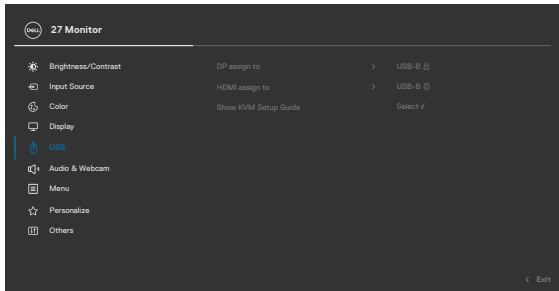 DELL 27 Monitor
Brightness/Contrast DP assign to > USB-B
Input Source HDMI assign to > USB-B
Color Show KVM Setup Guide Select √
Display
USB
Audio & Webcam
Menu
Personalize
Others
< Exit